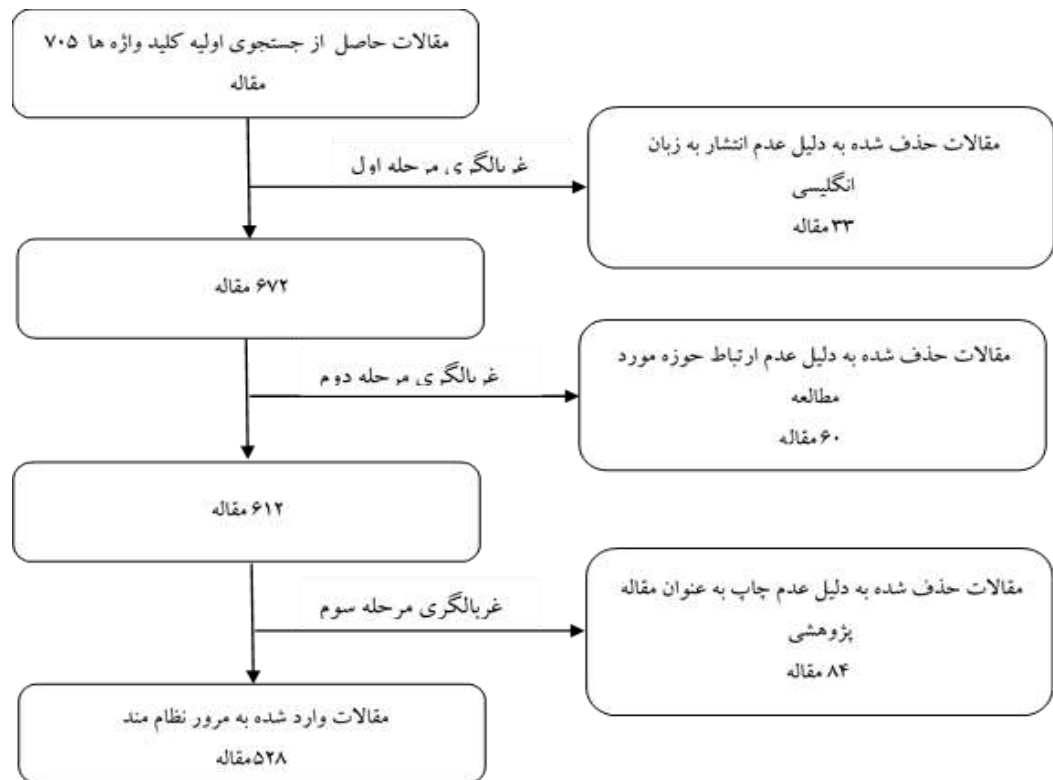 مقالات حاصل از جستجوی اولیه کلید واژه ها ۷۰۵
مقاله
مقالات حذف شده به دلیل عدم انتشار به زبان
انگلیسی
۳۳ مقاله
غربالگری مرحله اول
۶۷۲ مقاله
مقالات حذف شده به دلیل عدم ارتباط حوزه مورد
مطالعه
۶۰ مقاله
غربالگری مرحله دوم
۶۱۲ مقاله
مقالات حذف شده به دلیل عدم چاپ به عنوان مقاله
پژوهشی
۸۴ مقاله
غربالگری مرحله سوم
مقالات وارد شده به مرور نظام مند
۵۲۸مقاله